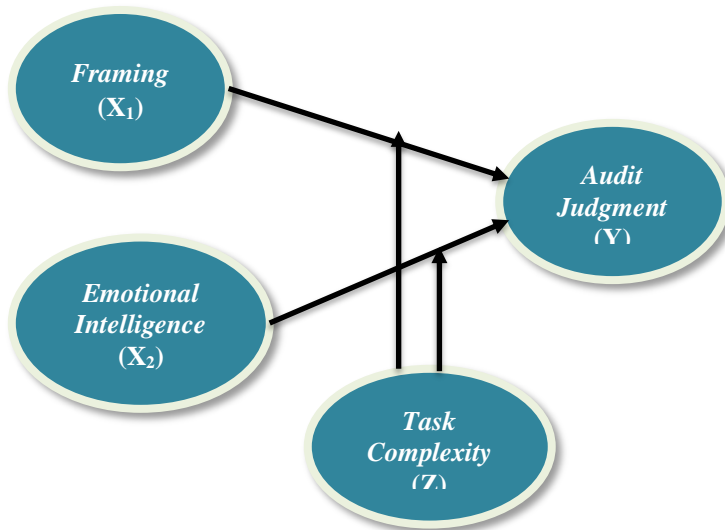 Framing
(X₁)
Audit
Judgment
(Y)
Emotional
Intelligence
(X₂)
Task
Complexity
(Z)